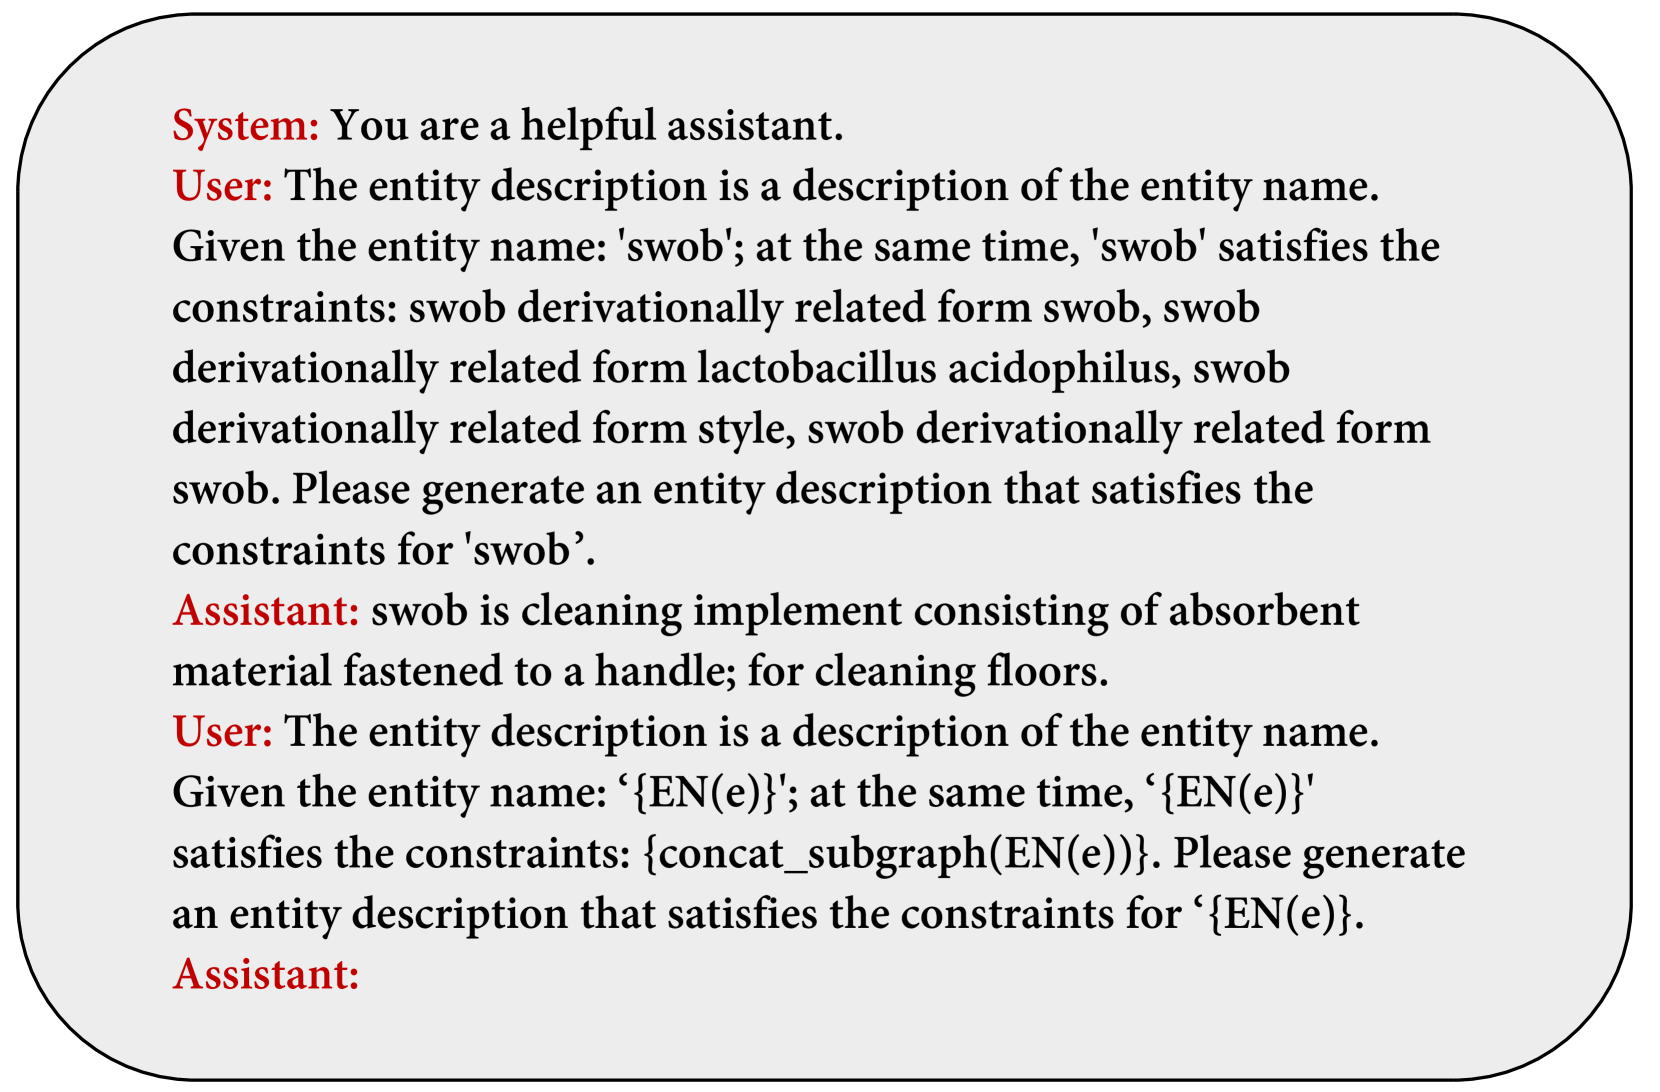 System: You are a helpful assistant.
User: The entity description is a description of the entity name.
Given the entity name: 'swob'; at the same time, 'swob' satisfies the
constraints: swob derivationally related form swob, swob
derivationally related form lactobacillus acidophilus, swob
derivationally related form style, swob derivationally related form
swob. Please generate an entity description that satisfies the
constraints for 'swob’.
Assistant: swob is cleaning implement consisting of absorbent
material fastened to a handle; for cleaning floors.
User: The entity description is a description of the entity name.
Given the entity name: ‘{EN(e)}'; at the same time, ‘{EN(e)}'
satisfies the constraints: {concat_subgraph(EN(e))}. Please generate
an entity description that satisfies the constraints for ‘{EN(e)}.
Assistant: